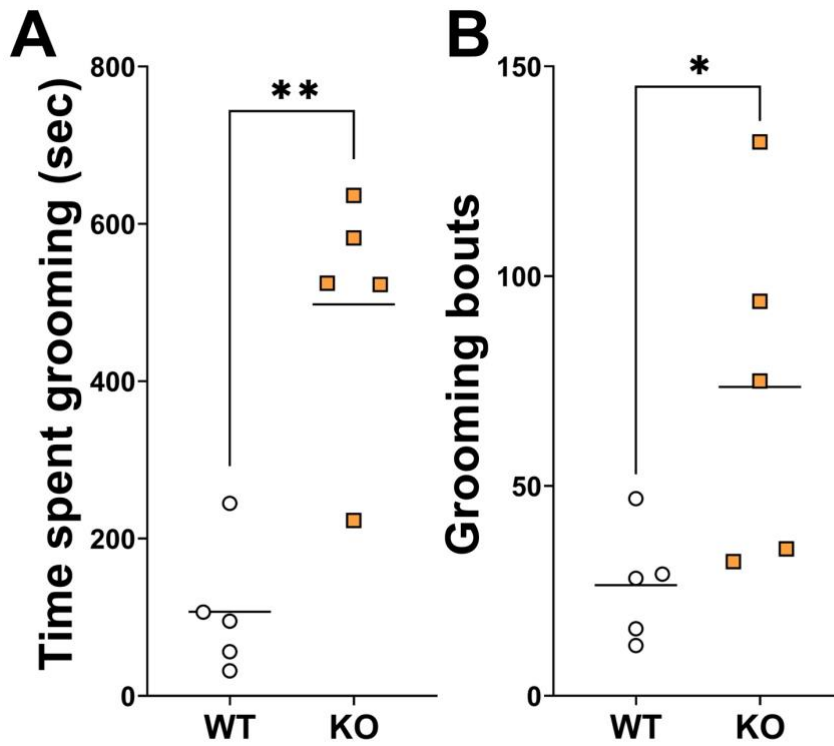 A
Time spent grooming (sec)
800
600
400
200
0
**
WT KO
B
Grooming bouts
150
100
50
0
*
WT KO